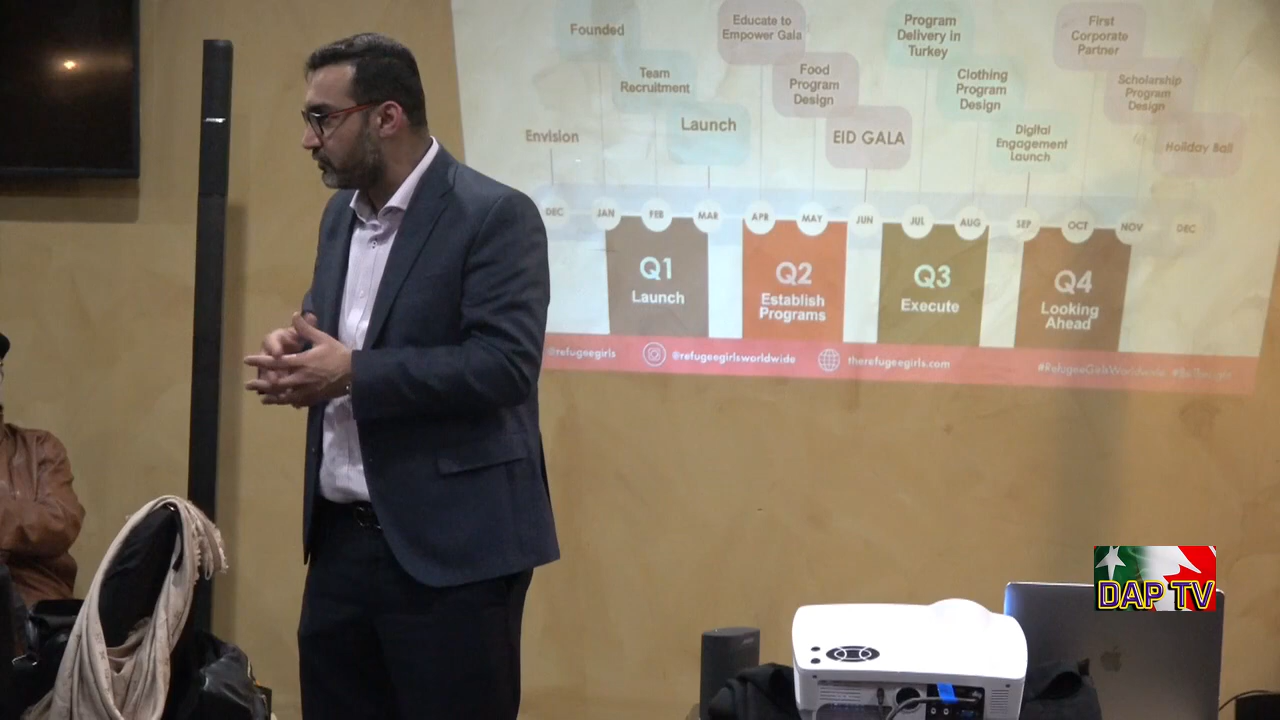 Founded
Educate to
Empower Gala
Program
Delivery in
Turkey
First
Corporate
Partner
Team
Recruitment
Food
Program
Design
Clothing
Program
Design
Scholarship
Program
Design
Envision
Launch
EID GALA
Digital
Engagement
Launch
Holiday Ball
DEC JAN FEB MAR APR MAY JUN JUL AUG SEP OCT NOV DEC
Q1
Launch
Q2
Establish
Programs
Q3
Execute
Q4
Looking
Ahead
@refugeegirls @refugeegirlsworldwide therefugeegirls.com #RefugeeGirlsWorldwide
DAP TV